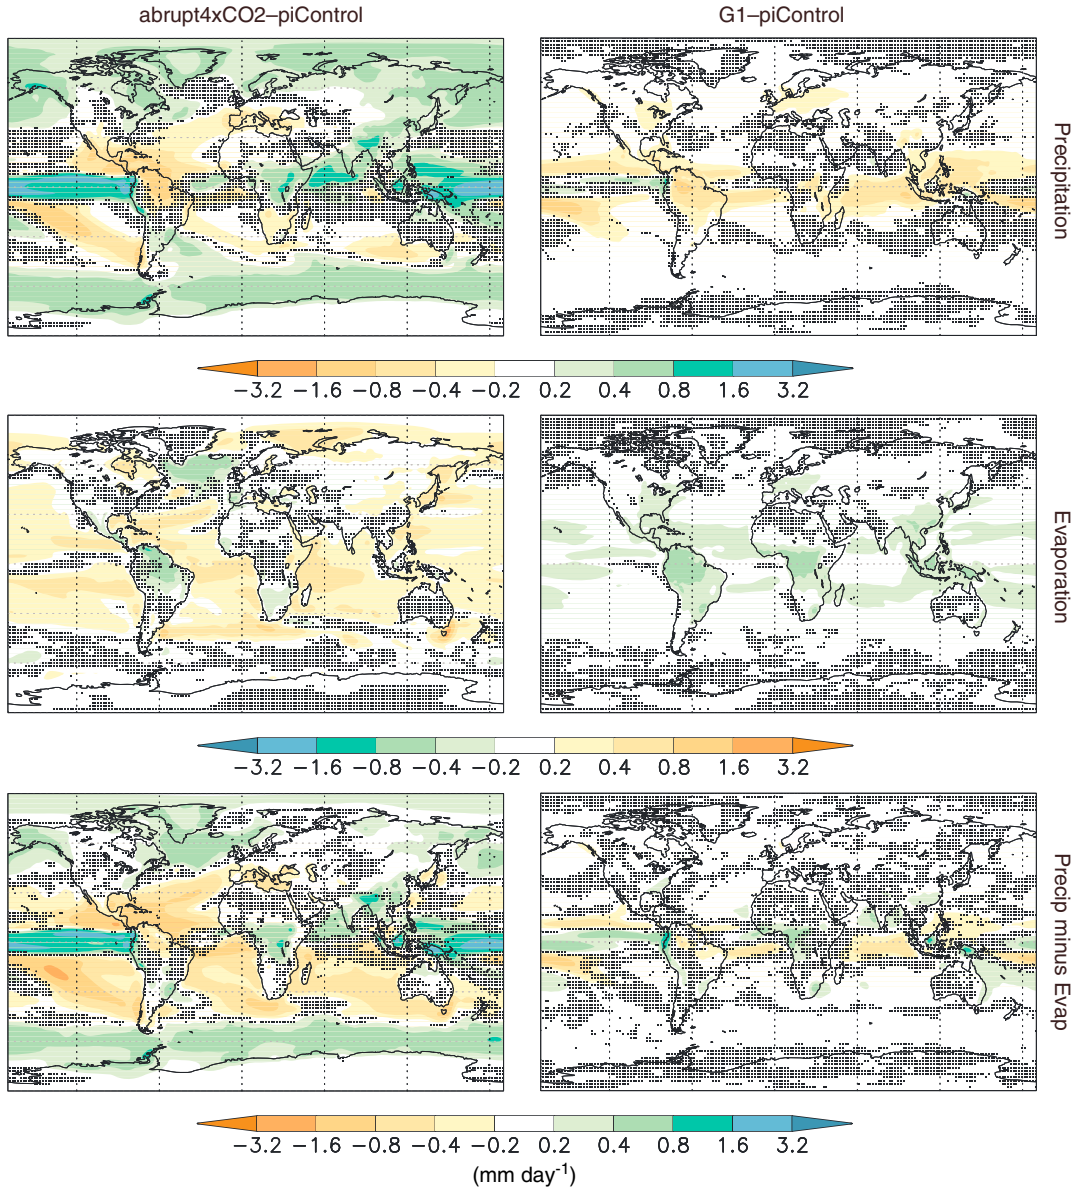 abrupt4xCO2–piControl G1–piControl
Precipitation
−3.2 −1.6 −0.8 −0.4 −0.2 0.2 0.4 0.8 1.6 3.2
Evaporation
−3.2 −1.6 −0.8 −0.4 −0.2 0.2 0.4 0.8 1.6 3.2
Precip minus Evap
−3.2 −1.6 −0.8 −0.4 −0.2 0.2 0.4 0.8 1.6 3.2
(mm day⁻¹)